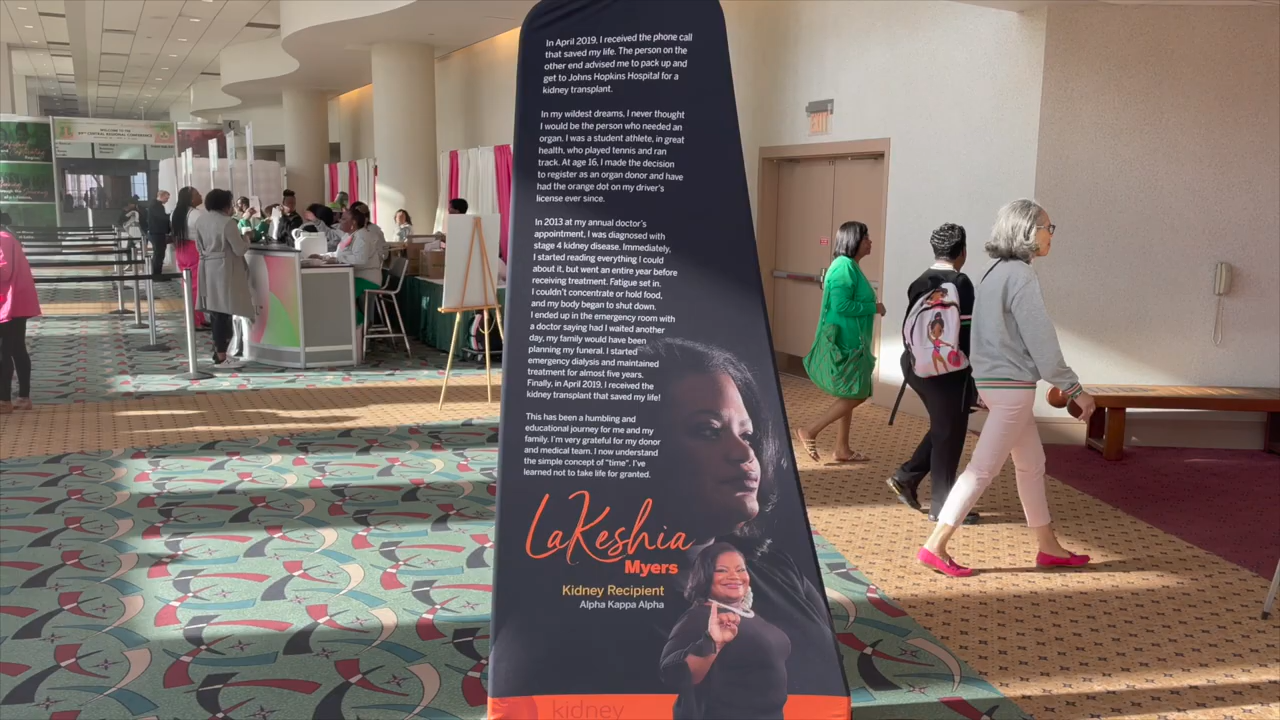 In April 2019, I received the phone call
that saved my life. The person on the
other end advised me to pack up and
get to Johns Hopkins Hospital for a
kidney transplant.
In my wildest dreams, I never thought
I would be the person who needed an
organ. I was a student athlete, in great
health, who played tennis and ran
track. At age 16, I made the decision
to register as an organ donor and have
had the orange dot on my driver's
license ever since.
In 2013 at my annual doctor's
appointment, I was diagnosed with
stage 4 kidney disease. Immediately,
I started reading everything I could
about it, but went an entire year before
receiving treatment. Fatigue set in.
I couldn't concentrate or hold food,
and my body began to shut down.
I ended up in the emergency room with
a doctor saying had I waited another
day, my family would have been
planning my funeral. I started
emergency dialysis and maintained
treatment for almost five years.
Finally, in April 2019, I received the
kidney transplant that saved my life!
This has been a humbling and
educational journey for me and my
family. I'm very grateful for my donor
and medical team. I now understand
the simple concept of "time". I've
learned not to take life for granted.
LaKeshia
Myers
Kidney Recipient
Alpha Kappa Alpha
kidney
WELCOME TO THE
CENTRAL REGIONAL CONFERENCE
EXIT